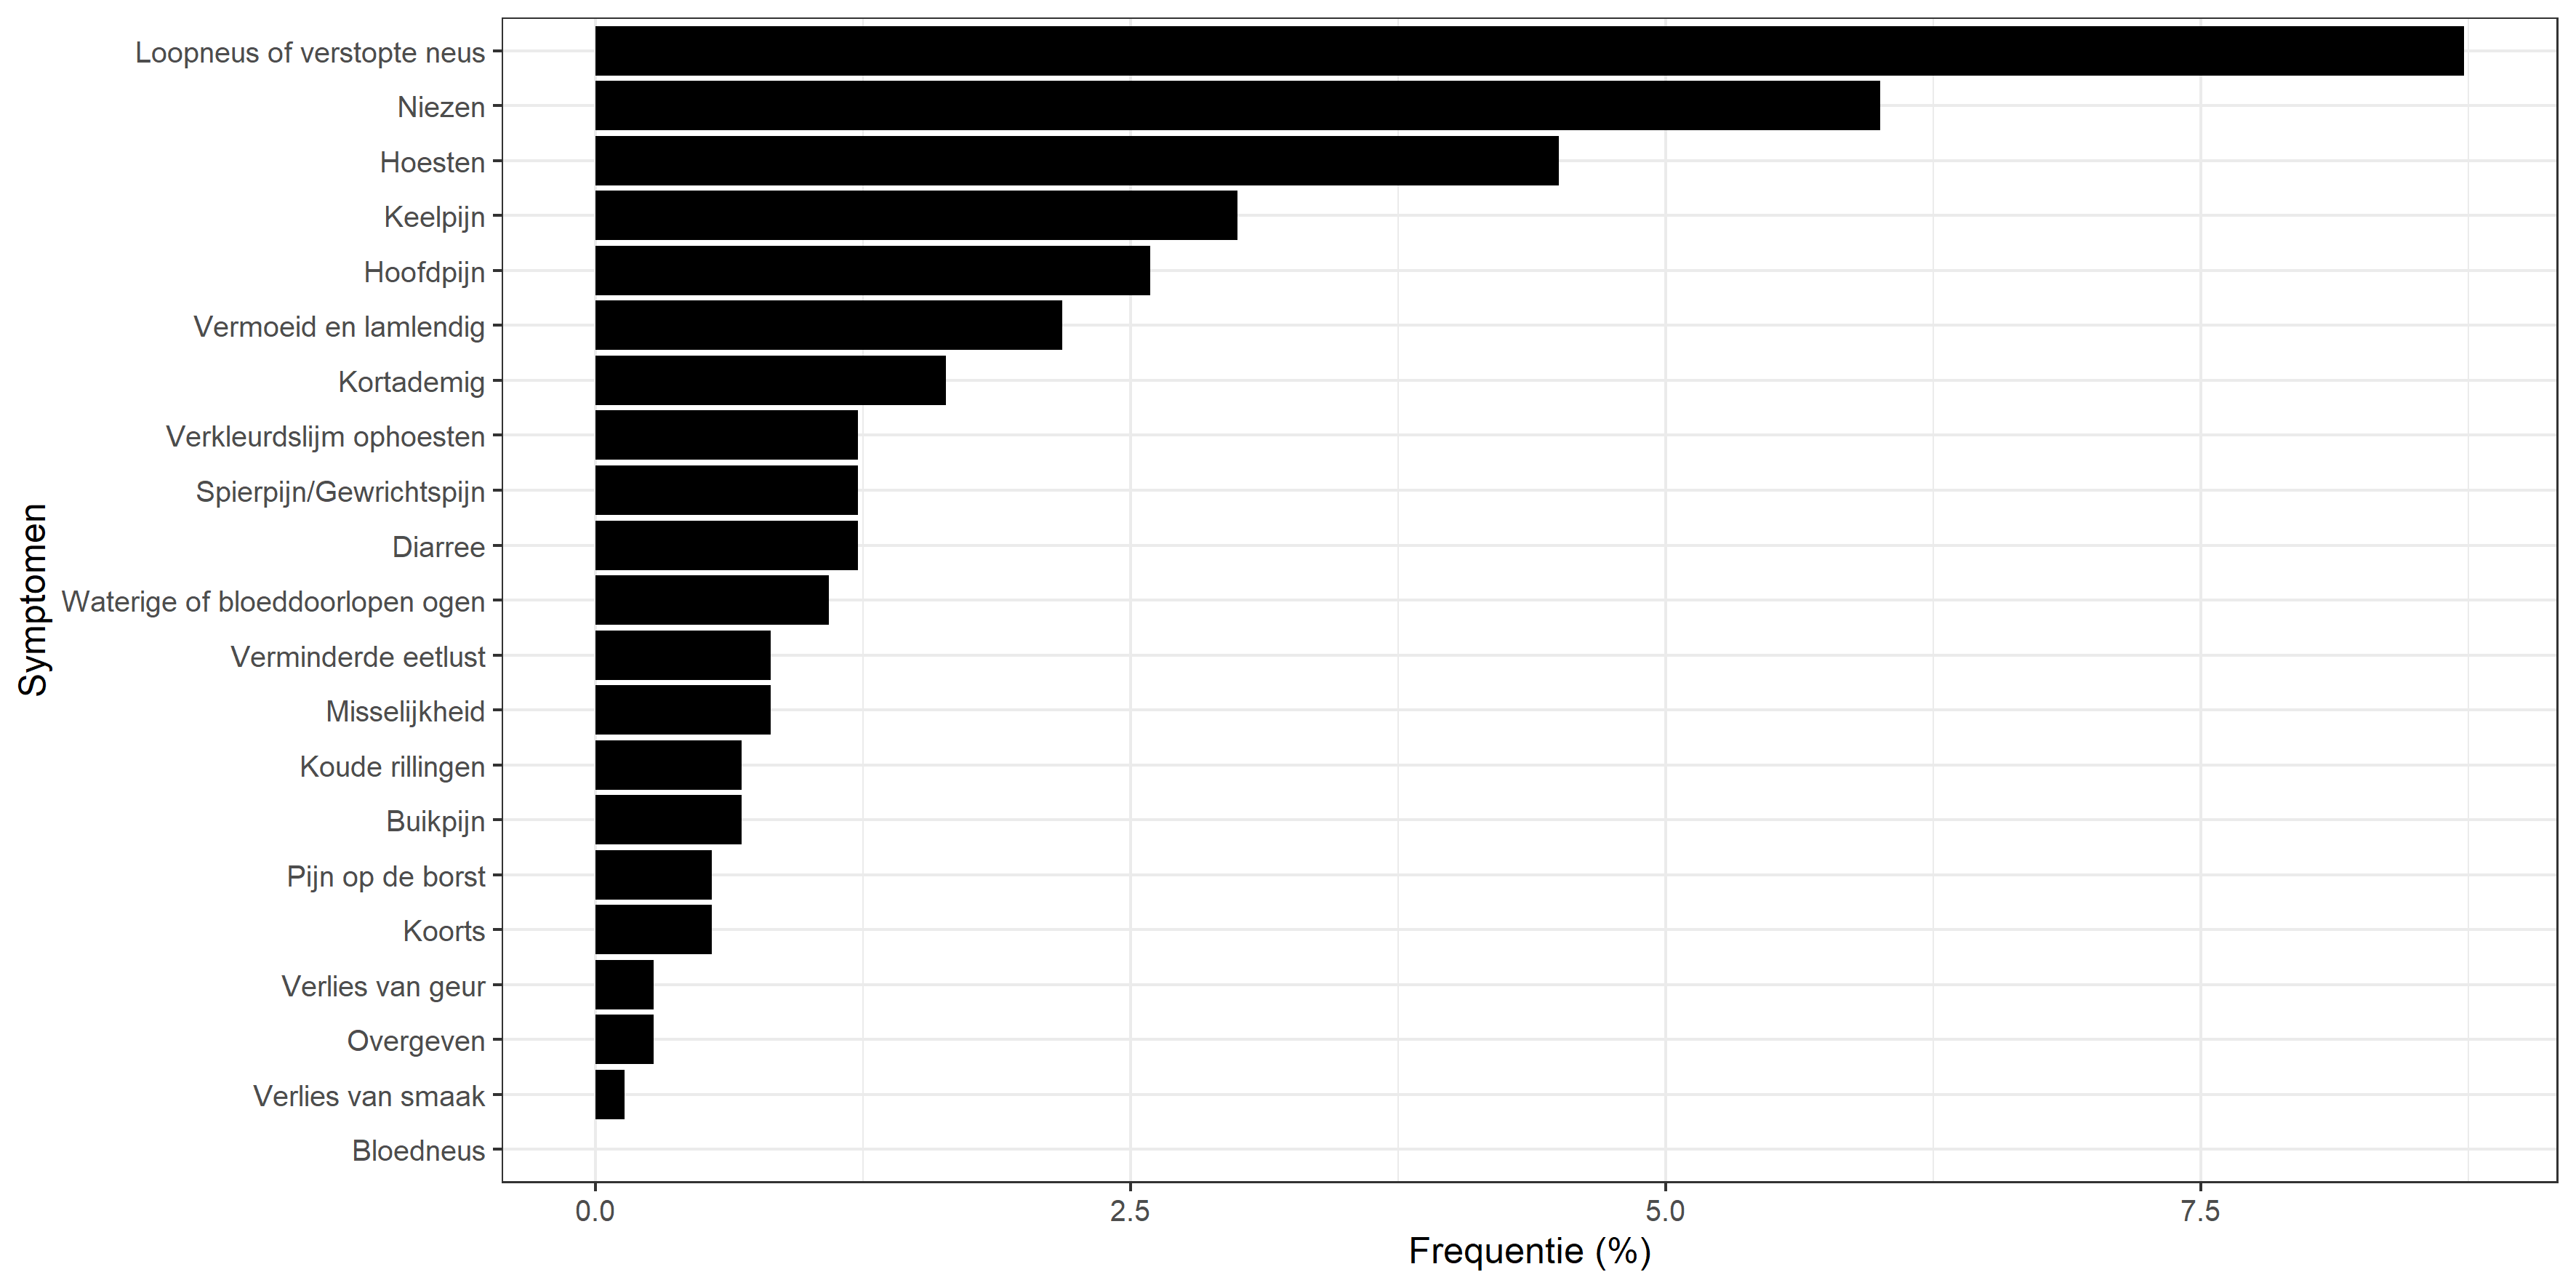 Loopneus of verstopte neus
Niezen
Hoesten
Keelpijn
Hoofdpijn
Vermoeid en lamlendig
Kortademig
Verkleurdslijm ophoesten
Spierpijn/Gewrichtspijn
Diarree
Waterige of bloeddoorlopen ogen
Verminderde eetlust
Misselijkheid
Koude rillingen
Buikpijn
Pijn op de borst
Koorts
Verlies van geur
Overgeven
Verlies van smaak
Bloedneus
Symptomen
0.0 2.5 5.0 7.5
Frequentie (%)